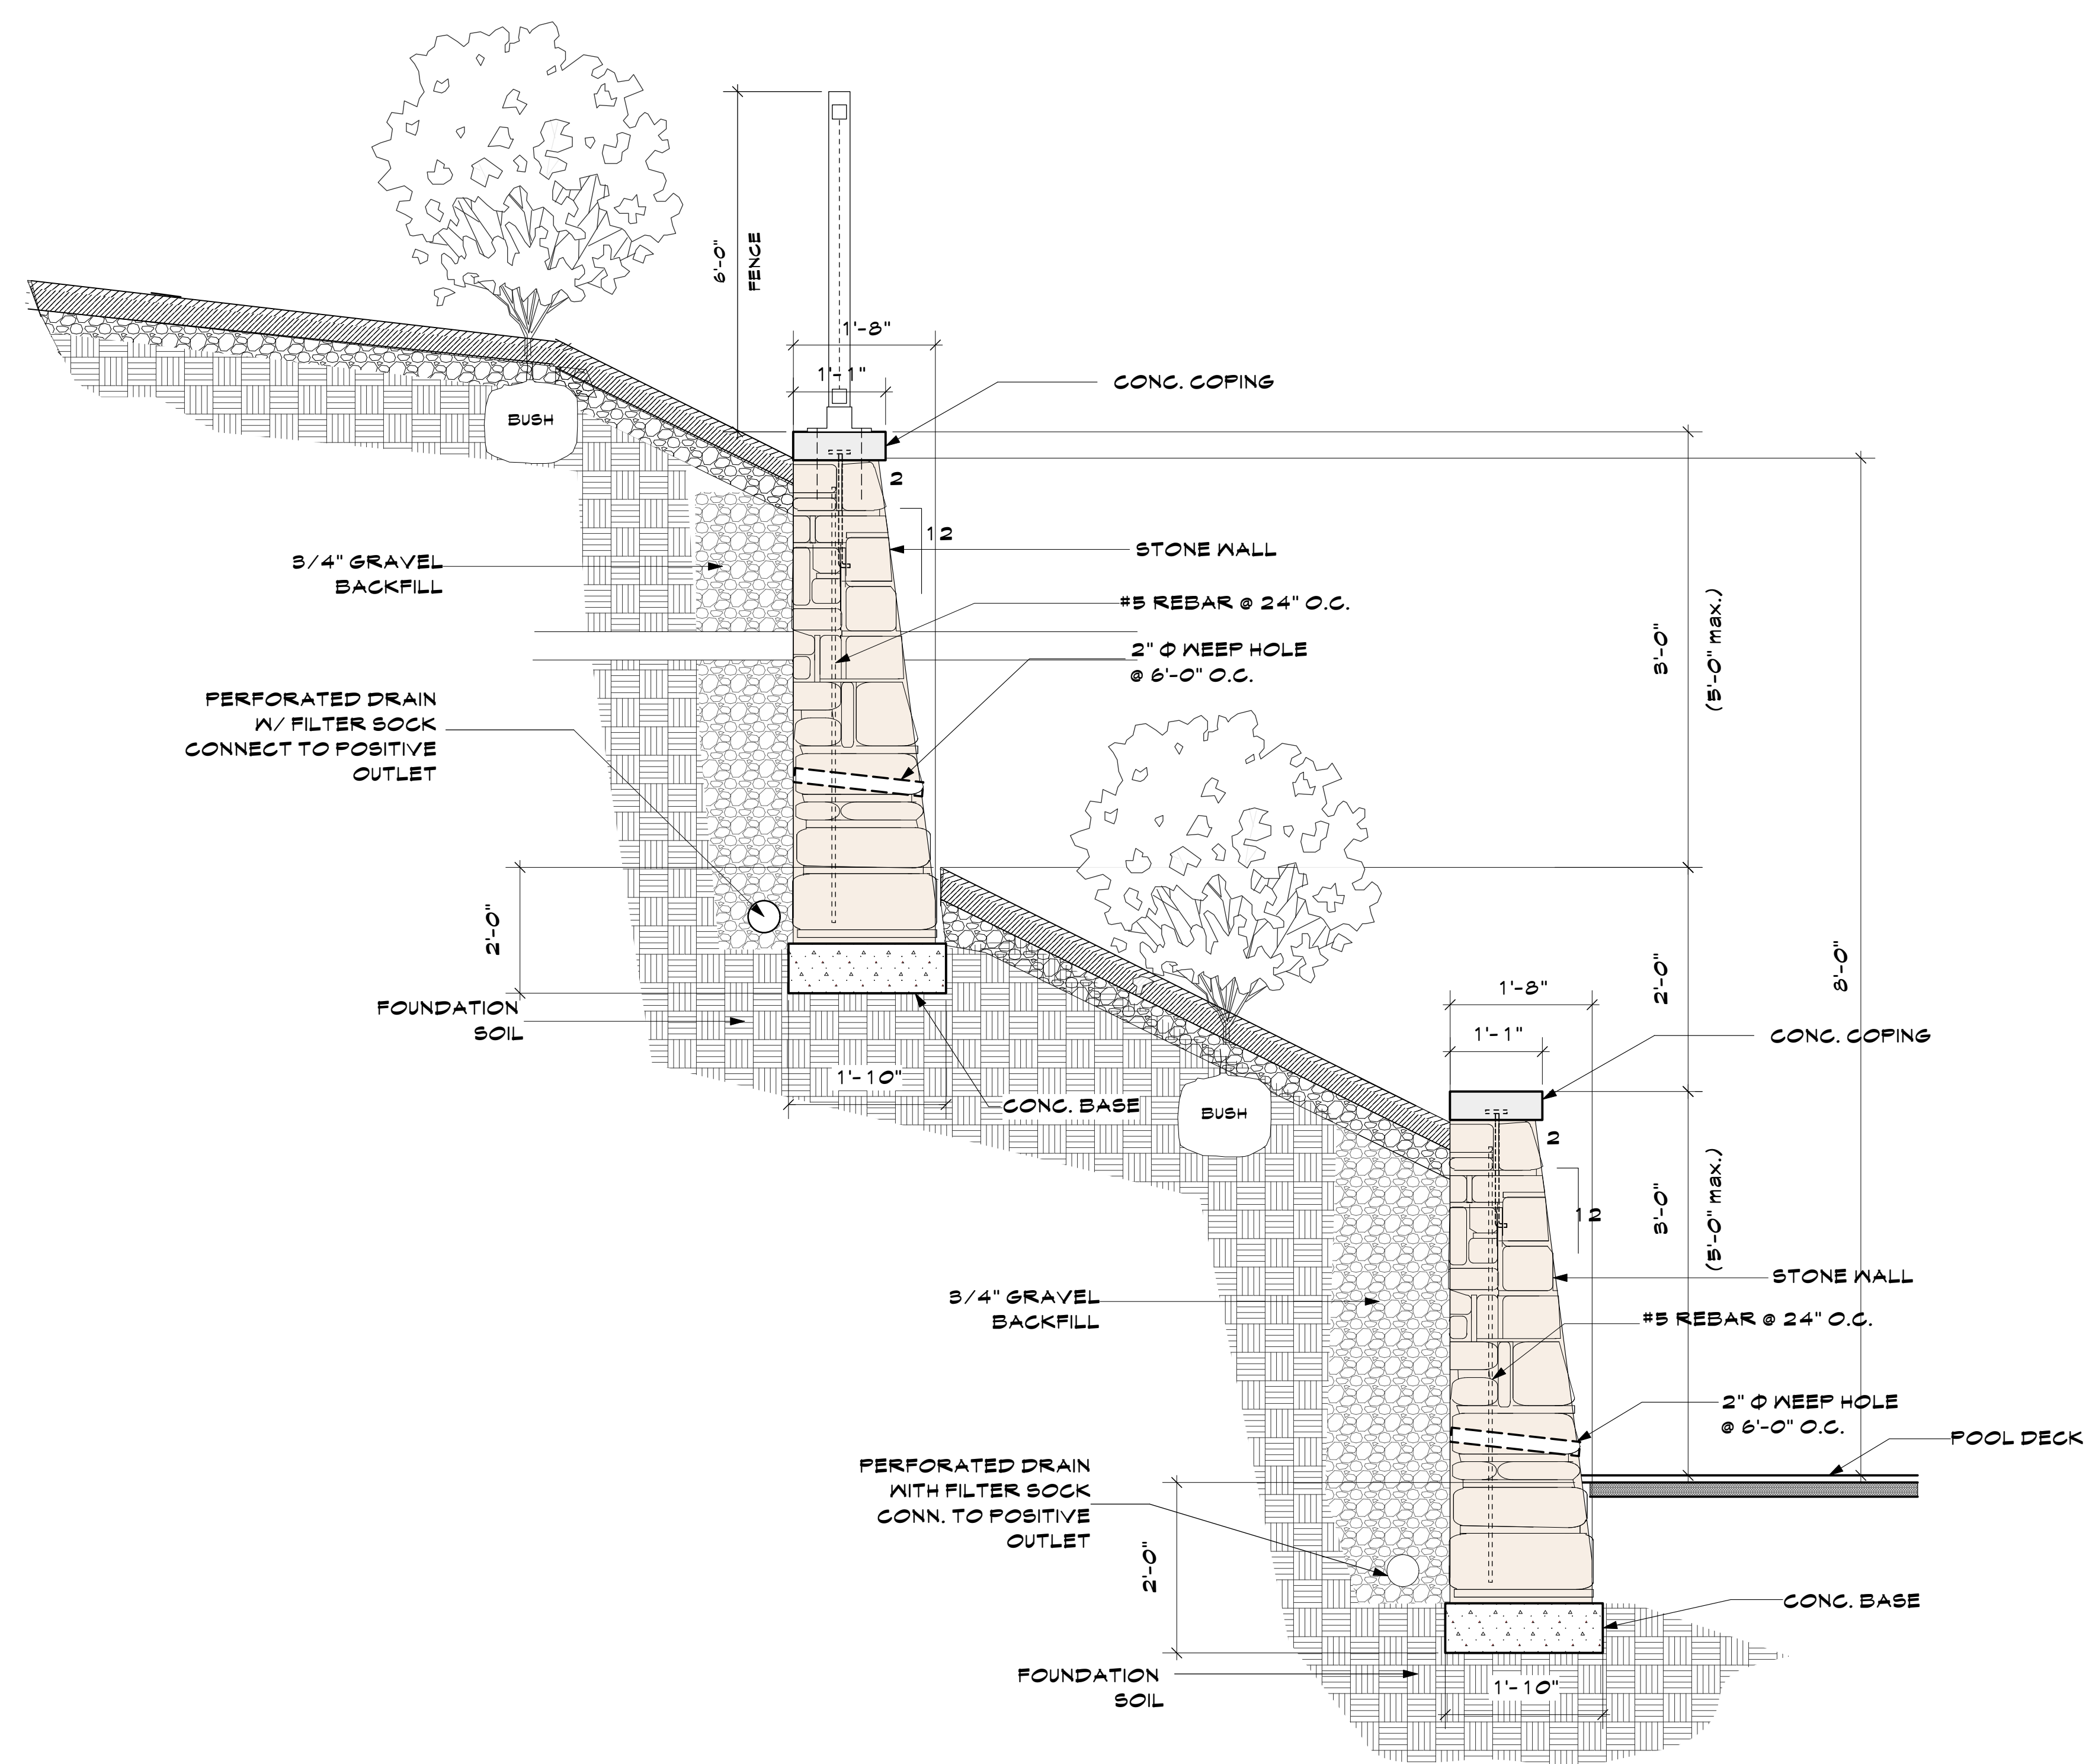 6'-0"
FENCE
1'-8"
1'-1"
CONC. COPING
BUSH
2
12
3/4" GRAVEL
BACKFILL
STONE WALL
#5 REBAR @ 24" O.C.
2" Φ WEEP HOLE
@ 6'-0" O.C.
3'-0"
(5'-0" max.)
PERFORATED DRAIN
W/ FILTER SOCK
CONNECT TO POSITIVE
OUTLET
2'-0"
FOUNDATION
SOIL
1'-10"
CONC. BASE
2'-0"
8'-0"
1'-8"
1'-1"
CONC. COPING
BUSH
2
12
3'-0"
(5'-0" max.)
3/4" GRAVEL
BACKFILL
STONE WALL
#5 REBAR @ 24" O.C.
2" Φ WEEP HOLE
@ 6'-0" O.C.
POOL DECK
PERFORATED DRAIN
WITH FILTER SOCK
CONN. TO POSITIVE
OUTLET
2'-0"
CONC. BASE
FOUNDATION
SOIL
1'-10"